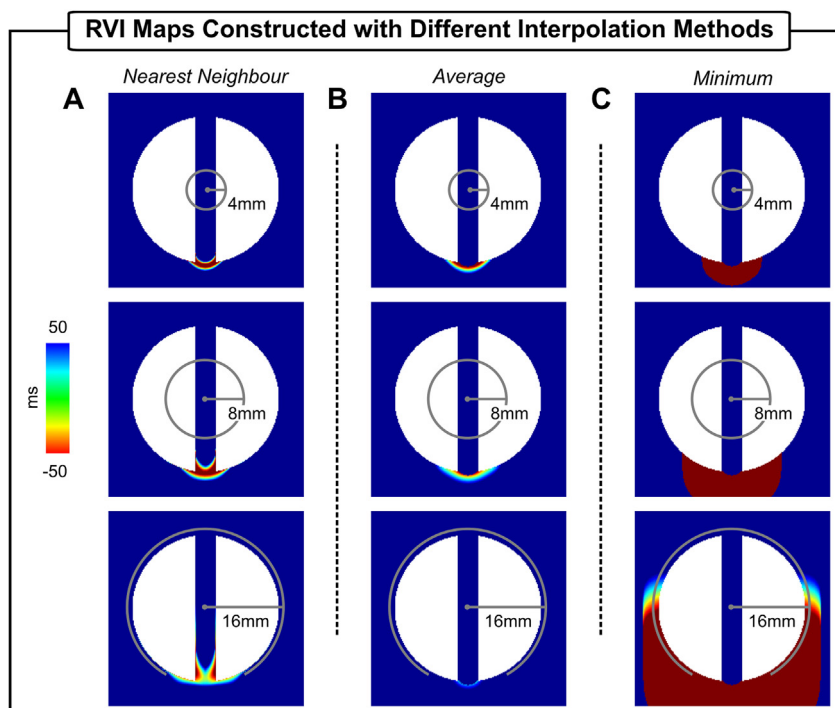 RVI Maps Constructed with Different Interpolation Methods
Nearest Neighbour
Average
Minimum
A
B
C
4mm
4mm
4mm
50
ms
-50
8mm
8mm
8mm
16mm
16mm
16mm